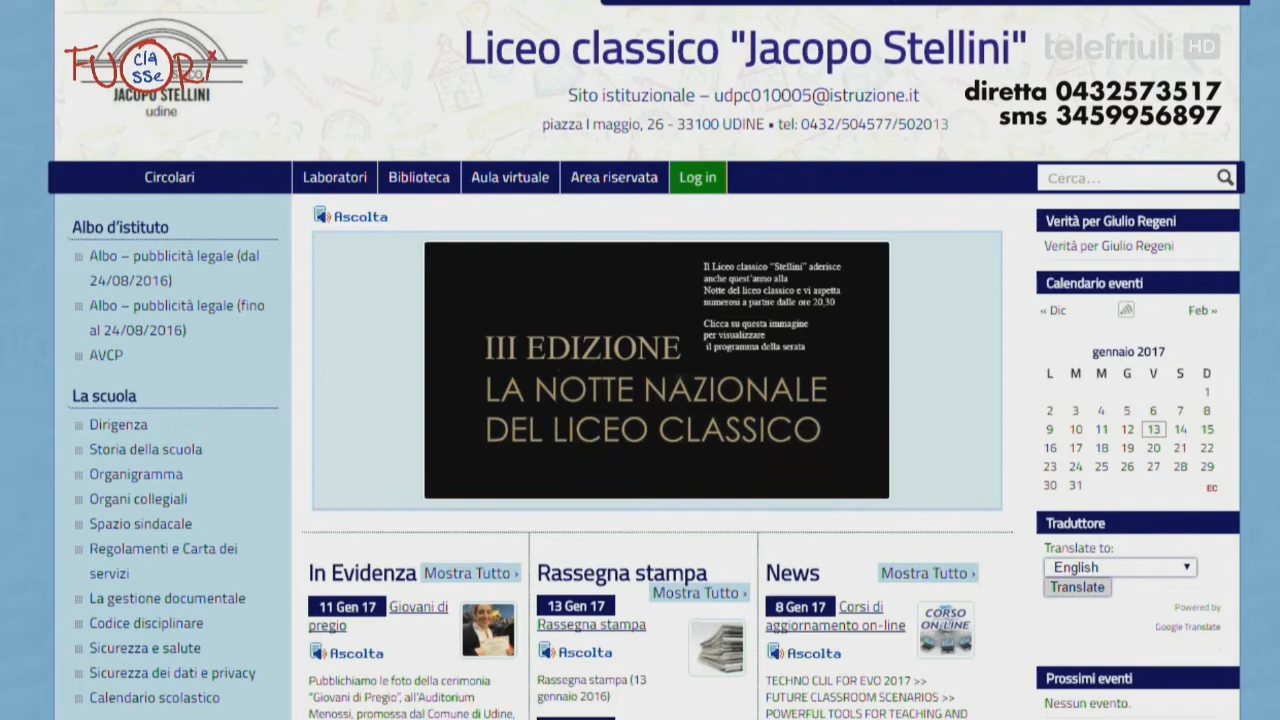 FUORI
cla
sse
JACOPO STELLINI
udine
Liceo classico "Jacopo Stellini"
telefriuli HD
Sito istituzionale – udpc010005@istruzione.it
diretta 0432573517
sms 3459956897
piazza I maggio, 26 - 33100 UDINE • tel: 0432/504577/502013
Circolari
Laboratori
Biblioteca
Aula virtuale
Area riservata
Log in
Cerca...
Albo d'istituto
Albo – pubblicità legale (dal
24/08/2016)
Albo – pubblicità legale (fino
al 24/08/2016)
AVCP
La scuola
Dirigenza
Storia della scuola
Organigramma
Organi collegiali
Spazio sindacale
Regolamenti e Carta dei
servizi
La gestione documentale
Codice disciplinare
Sicurezza e salute
Sicurezza dei dati e privacy
Calendario scolastico
Ascolta
Il Liceo classico "Stellini" aderisce
anche quest'anno alla
Notte del liceo classico e vi aspetta
numerosi a partire dalle ore 20,30
Clicca su questa immagine
per visualizzare
il programma della serata
III EDIZIONE
LA NOTTE NAZIONALE
DEL LICEO CLASSICO
In Evidenza
Mostra Tutto ›
11 Gen 17 Giovani di
pregio
Ascolta
Pubblichiamo le foto della cerimonia
"Giovani di Pregio", all'Auditorium
Menossi, promossa dal Comune di Udine,
Rassegna stampa
Mostra Tutto ›
13 Gen 17
Rassegna stampa
Ascolta
Rassegna stampa (13
gennaio 2016)
News
Mostra Tutto ›
8 Gen 17 Corsi di
aggiornamento on-line
CORSO
ON-LINE
Ascolta
TECHNO CLIL FOR EVO 2017 >>
FUTURE CLASSROOM SCENARIOS >>
POWERFUL TOOLS FOR TEACHING AND
Verità per Giulio Regeni
Verità per Giulio Regeni
Calendario eventi
« Dic
Feb »
gennaio 2017
L M M G V S D
1
2 3 4 5 6 7 8
9 10 11 12 13 14 15
16 17 18 19 20 21 22
23 24 25 26 27 28 29
30 31
EC
Traduttore
Translate to:
English
Translate
Powered by
Google Translate
Prossimi eventi
Nessun evento.